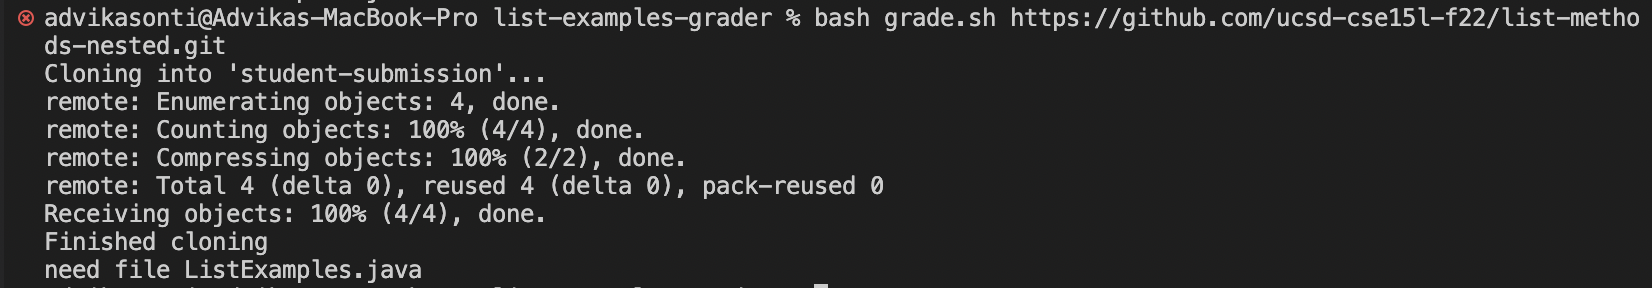 advikasonti@Advikas-MacBook-Pro list-examples-grader % bash grade.sh https://github.com/ucsd-cse15l-f22/list-metho
ds-nested.git
Cloning into 'student-submission'...
remote: Enumerating objects: 4, done.
remote: Counting objects: 100% (4/4), done.
remote: Compressing objects: 100% (2/2), done.
remote: Total 4 (delta 0), reused 4 (delta 0), pack-reused 0
Receiving objects: 100% (4/4), done.
Finished cloning
need file ListExamples.java